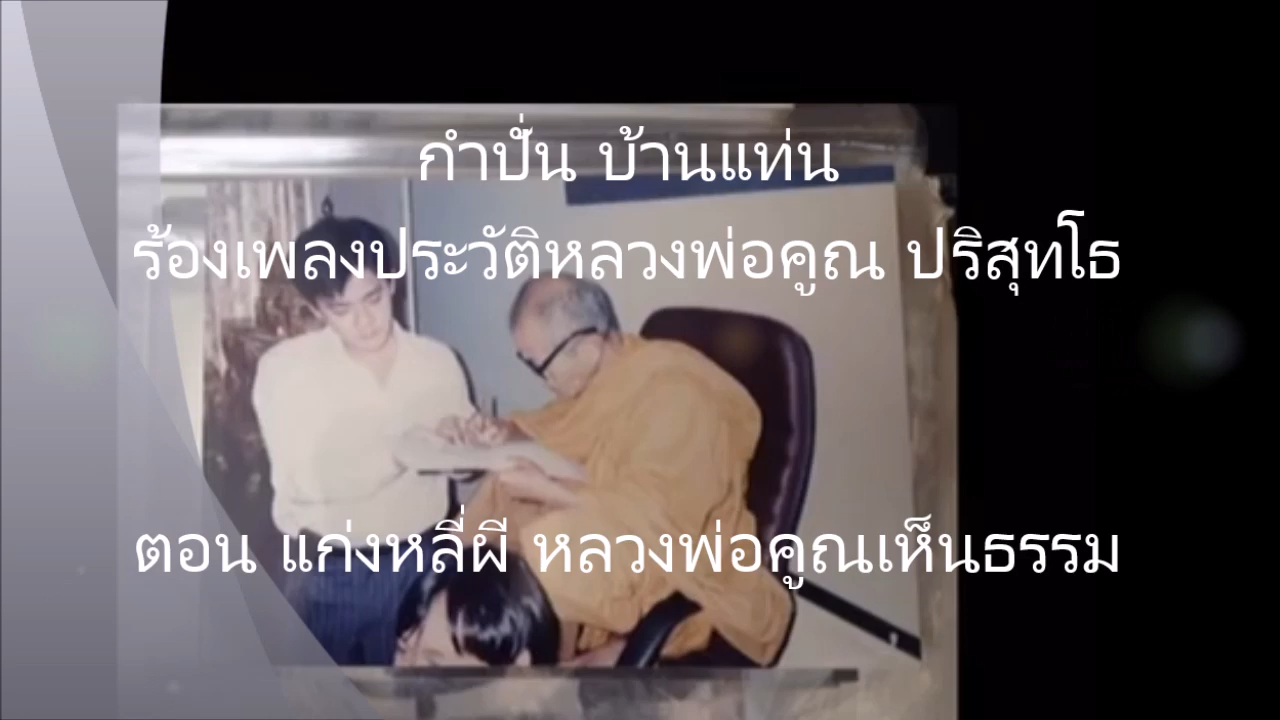 กำปั่น บ้านแท่น
ร้องเพลงประวัติหลวงพ่อคูณ ปริสุทโธ
ตอน แก่งหลี่ผี หลวงพ่อคูณเห็นธรรม